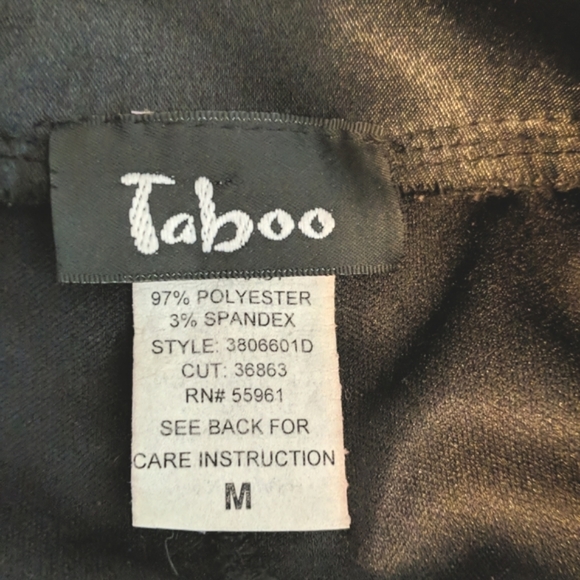 Taboo
97% POLYESTER
3% SPANDEX
STYLE: 3806601D
CUT: 36863
RN# 55961
SEE BACK FOR
CARE INSTRUCTION
M